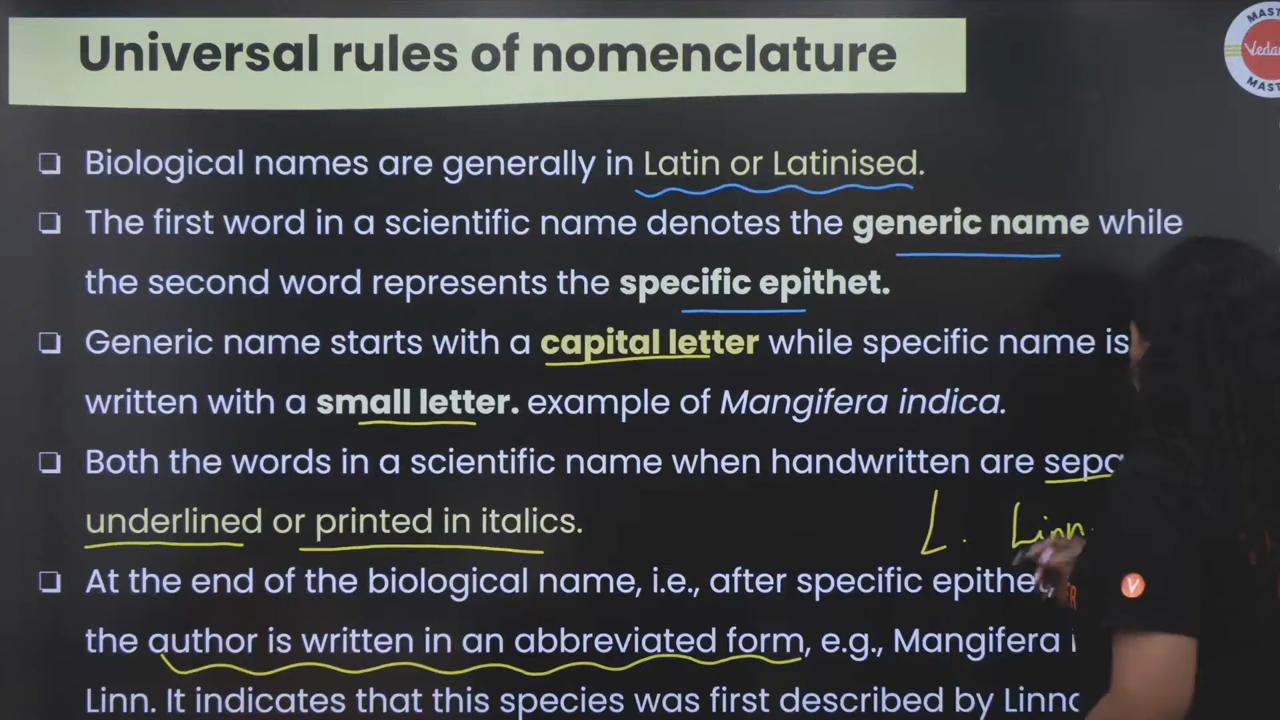 Universal rules of nomenclature
MAST
Vedan
MAST
Biological names are generally in Latin or Latinised.
The first word in a scientific name denotes the generic name while
the second word represents the specific epithet.
Generic name starts with a capital letter while specific name is
written with a small letter. example of Mangifera indica.
Both the words in a scientific name when handwritten are
underlined or printed in italics.
L. Linn.
At the end of the biological name, i.e., after specific
V
the author is written in an abbreviated form, e.g., Mangifera
Linn. It indicates that this species was first described by